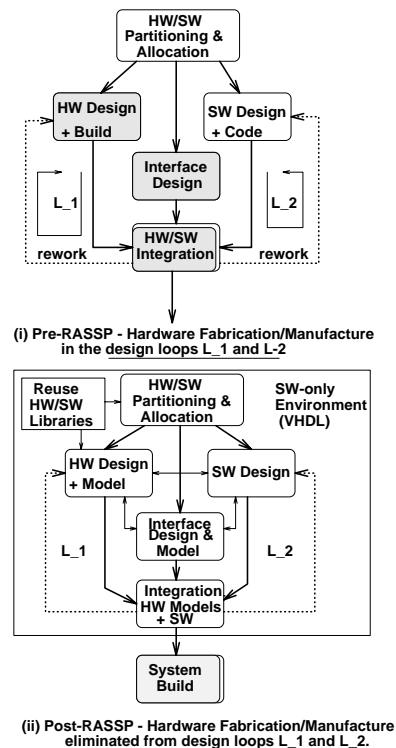 HW/SW
Partitioning &
Allocation
HW Design
+ Build
SW Design
+ Code
Interface
Design
L_1
L_2
rework
HW/SW
Integration
rework
(i) Pre-RASSP - Hardware Fabrication/Manufacture
in the design loops L_1 and L-2
Reuse
HW/SW
Libraries
HW/SW
Partitioning &
Allocation
SW-only
Environment
(VHDL)
HW Design
+ Model
SW Design
Interface
Design
& Model
L_1
L_2
Integration
HW Models
+ SW
System
Build
(ii) Post-RASSP - Hardware Fabrication/Manufacture
eliminated from design loops L_1 and L_2.